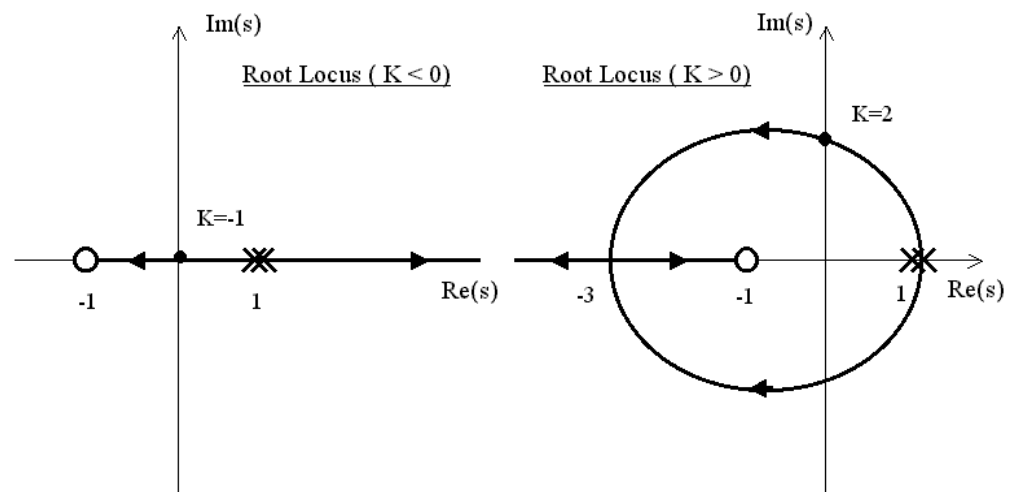 Im(s)
Root Locus ( K < 0)
K=-1
-1
1
Re(s)
Im(s)
Root Locus ( K > 0)
K=2
-3
-1
1
Re(s)